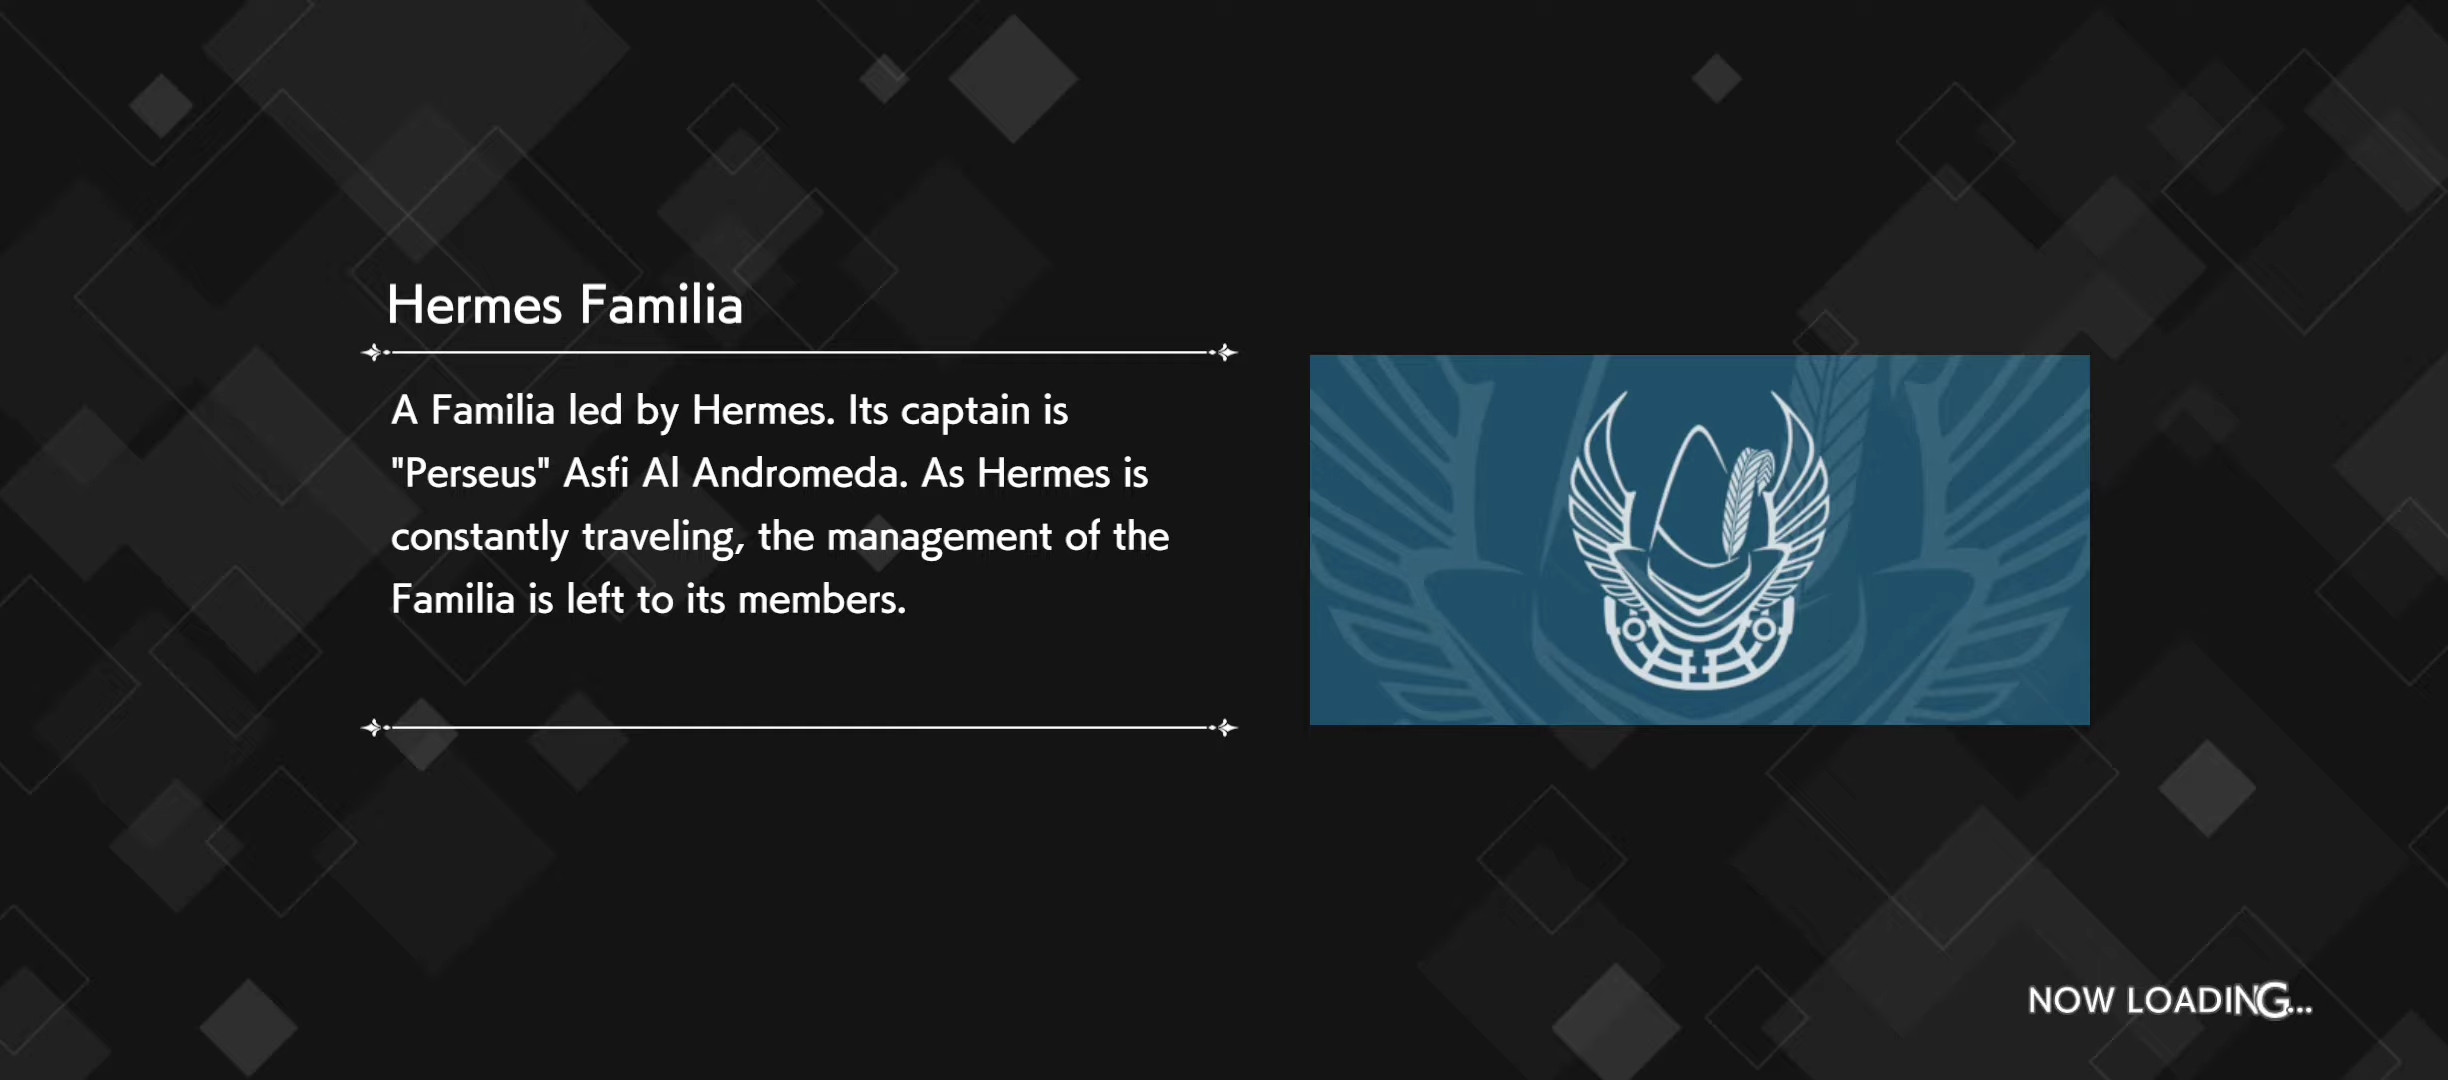 Hermes Familia
A Familia led by Hermes. Its captain is
"Perseus" Asfi Al Andromeda. As Hermes is
constantly traveling, the management of the
Familia is left to its members.
NOW LOADING...